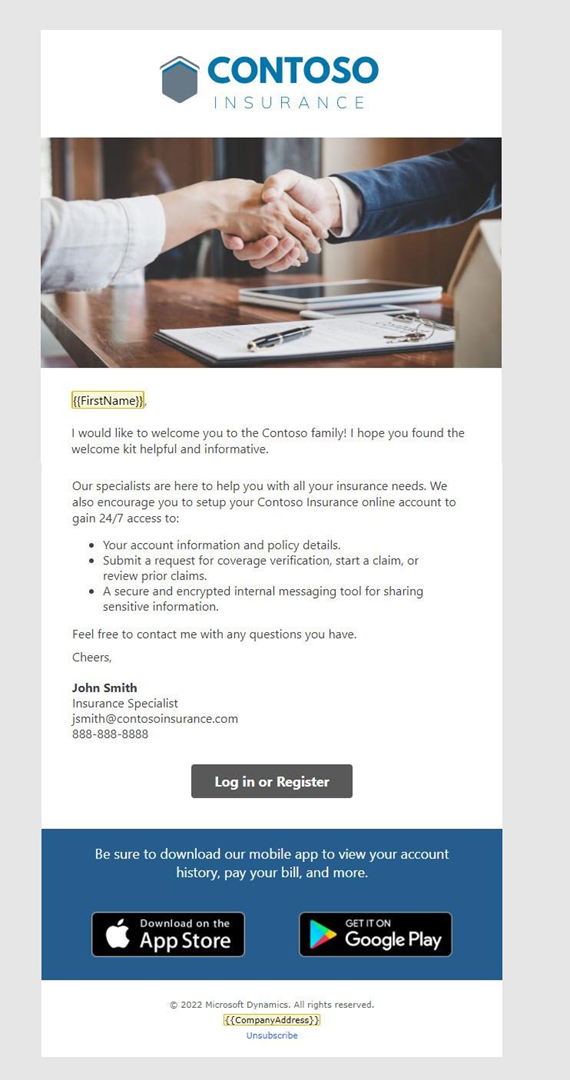 CONTOSO
INSURANCE
{{FirstName}},
I would like to welcome you to the Contoso family! I hope you found the
welcome kit helpful and informative.
Our specialists are here to help you with all your insurance needs. We
also encourage you to setup your Contoso Insurance online account to
gain 24/7 access to:
• Your account information and policy details.
• Submit a request for coverage verification, start a claim, or
review prior claims.
• A secure and encrypted internal messaging tool for sharing
sensitive information.
Feel free to contact me with any questions you have.
Cheers,
John Smith
Insurance Specialist
jsmith@contosoinsurance.com
888-888-8888
Log in or Register
Be sure to download our mobile app to view your account
history, pay your bill, and more.
Download on the
App Store
GET IT ON
Google Play
© 2022 Microsoft Dynamics. All rights reserved.
{{CompanyAddress}}
Unsubscribe